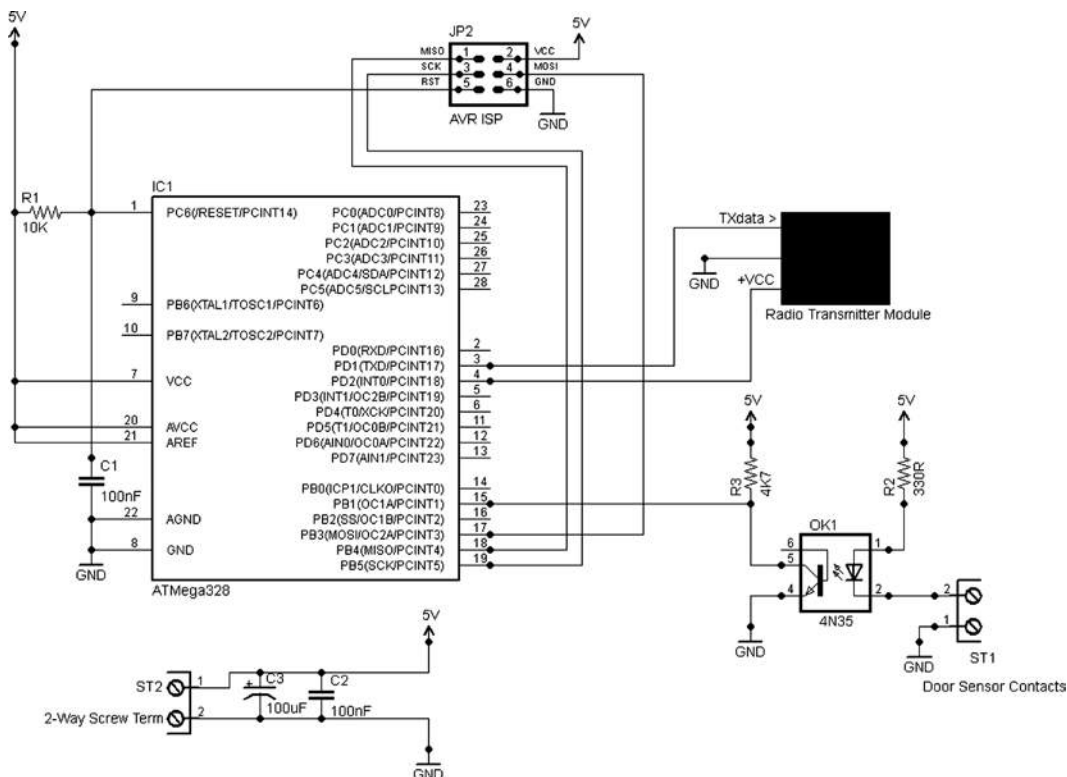 5V
JP2
5V
MISO 1 2 VCC
SCK 3 4 MOSI
RST 5 6 GND
AVR ISP
GND
R1
10K
IC1
1 PC6(/RESET/PCINT14)
9 PB6(XTAL1/TOSC1/PCINT6)
10 PB7(XTAL2/TOSC2/PCINT7)
7 VCC
20 AVCC
21 AREF
C1
100nF
22 AGND
8 GND
GND
ATMega328
PC0(ADC0/PCINT8) 23
PC1(ADC1/PCINT9) 24
PC2(ADC2/PCINT10) 25
PC3(ADC3/PCINT11) 26
PC4(ADC4/SDA/PCINT12) 27
PC5(ADC5/SCLPCINT13) 28
PD0(RXD/PCINT16) 2
PD1(TXD/PCINT17) 3
PD2(INT0/PCINT18) 4
PD3(INT1/OC2B/PCINT19) 5
PD4(T0/XCK/PCINT20) 6
PD5(T1/OC0B/PCINT21) 11
PD6(AIN0/OC0A/PCINT22) 12
PD7(AIN1/PCINT23) 13
PB0(ICP1/CLKO/PCINT0) 14
PB1(OC1A/PCINT1) 15
PB2(SS/OC1B/PCINT2) 16
PB3(MOSI/OC2A/PCINT3) 17
PB4(MISO/PCINT4) 18
PB5(SCK/PCINT5) 19
TXdata >
GND
+VCC
Radio Transmitter Module
5V
5V
R3
4K7
R2
330R
OK1
6
5
4
1
2
4N35
GND
2
1
GND
ST1
Door Sensor Contacts
5V
ST2
1
2
2-Way Screw Term
+
C3
100uF
C2
100nF
GND